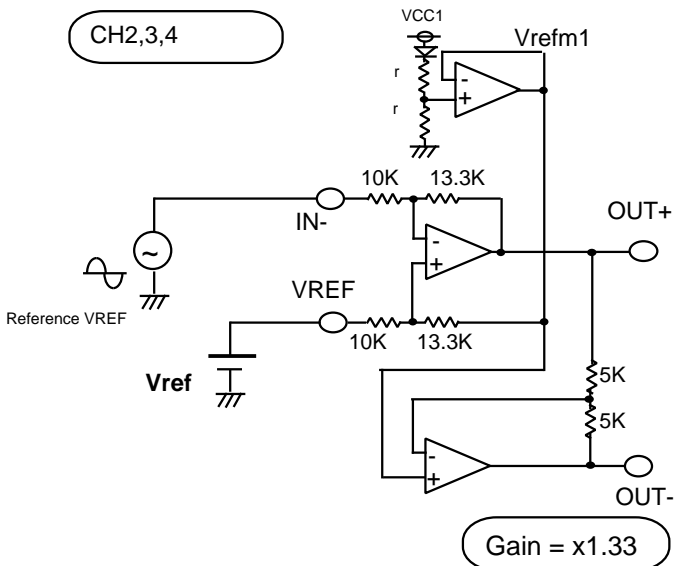 CH2,3,4
VCC1
Vrefm1
r
r
-
+
10K
13.3K
IN-
-
+
OUT+
~
VREF
Reference VREF
10K
13.3K
Vref
5K
5K
-
+
OUT-
Gain = x1.33